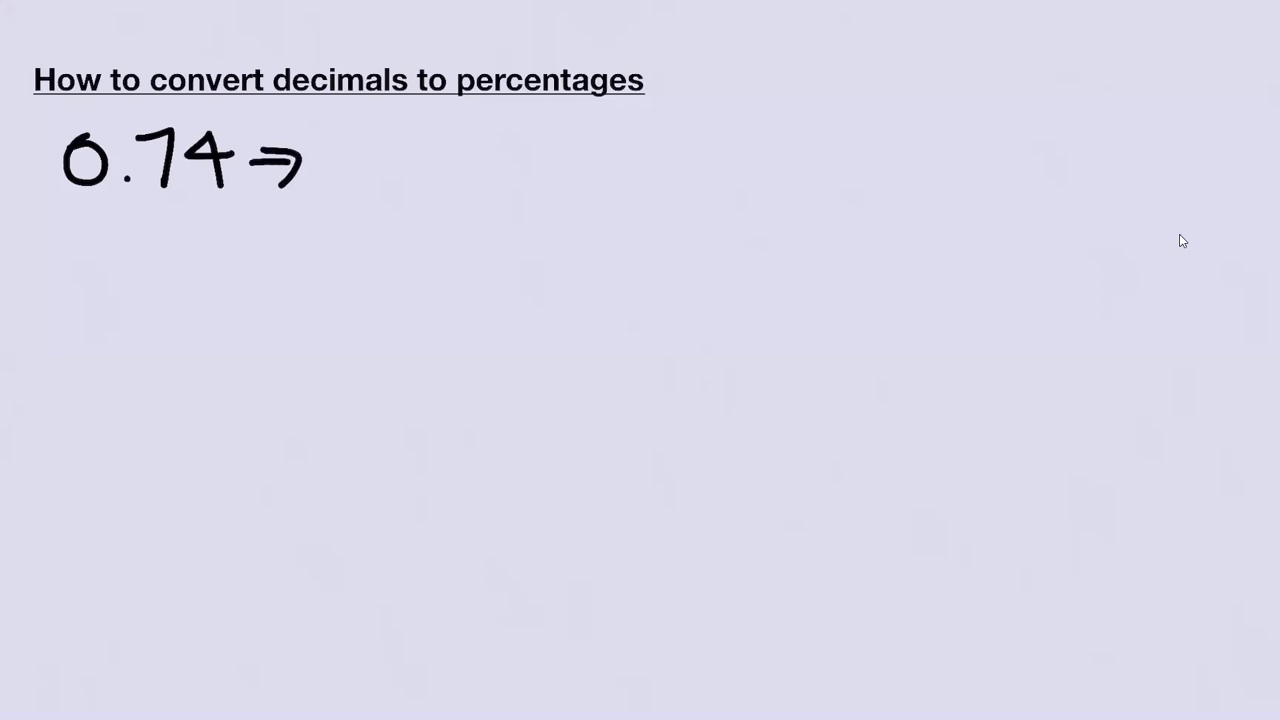 How to convert decimals to percentages
0.74 ⇒